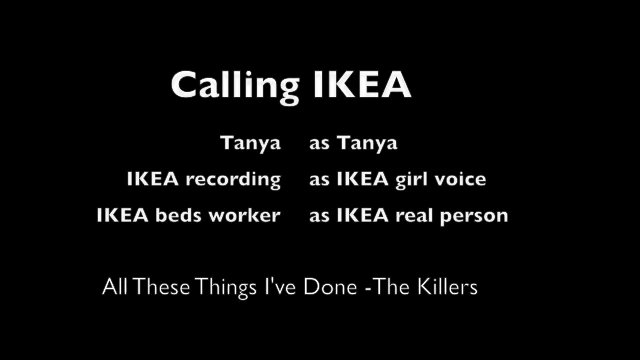 Calling IKEA
Tanya as Tanya
IKEA recording as IKEA girl voice
IKEA beds worker as IKEA real person
All These Things I've Done -The Killers